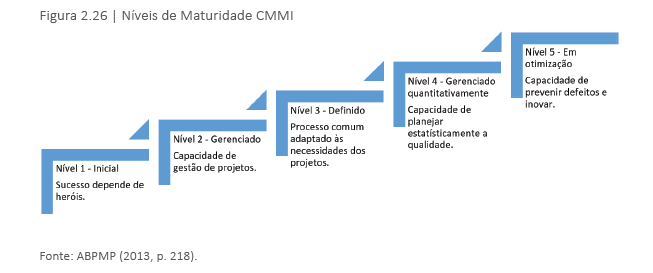 Figura 2.26 | Níveis de Maturidade CMMI
Nível 1 - Inicial
Sucesso depende de
heróis.
Nível 2 - Gerenciado
Capacidade de
gestão de projetos.
Nível 3 - Definido
Processo comum
adaptado às
necessidades dos
projetos.
Nível 4 - Gerenciado
quantitativamente
Capacidade de
planejar
estatísticamente a
qualidade.
Nível 5 - Em
otimização
Capacidade de
prevenir defeitos e
inovar.
Fonte: ABPMP (2013, p. 218).